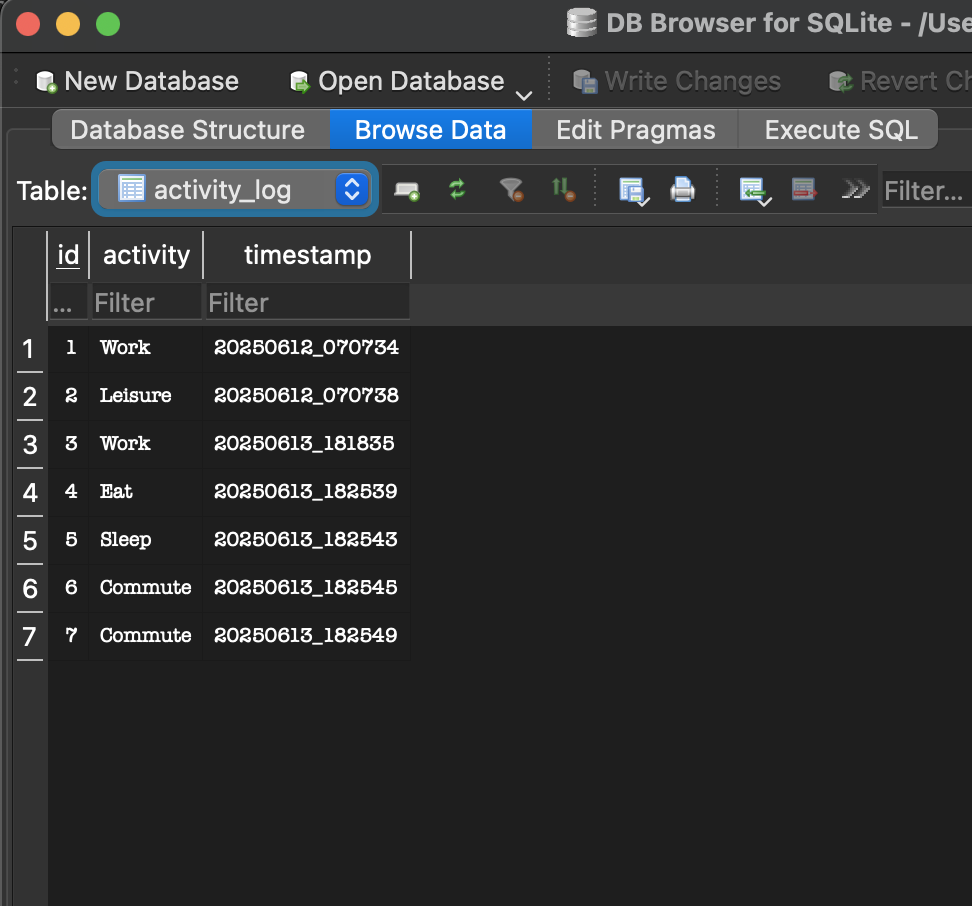 DB Browser for SQLite - /Use
New Database Open Database Write Changes Revert Ch
Database Structure Browse Data Edit Pragmas Execute SQL
Table: activity_log Filter...
id activity timestamp
... Filter Filter
1 1 Work 20250612_070734
2 2 Leisure 20250612_070738
3 3 Work 20250613_181835
4 4 Eat 20250613_182539
5 5 Sleep 20250613_182543
6 6 Commute 20250613_182545
7 7 Commute 20250613_182549